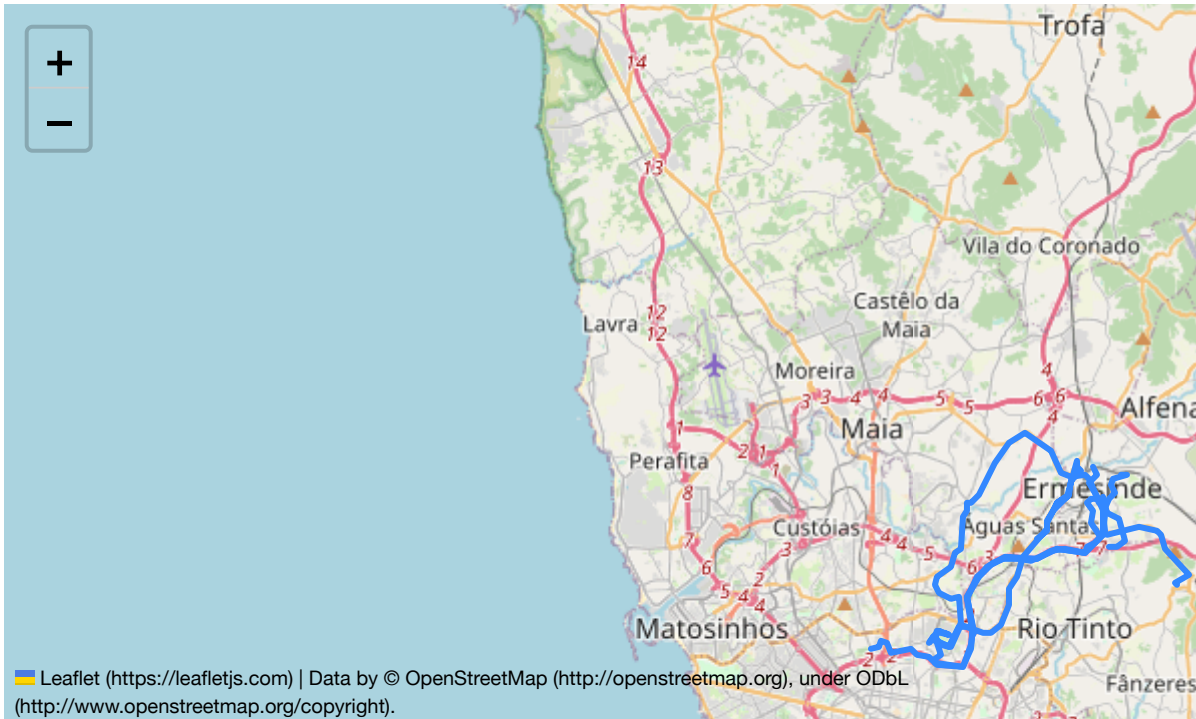 +
−
Trofa
14
13
Vila do Coronado
Castêlo da
Maia
12
Lavra
12
Moreira
4
3
3
4
4
5
5
6
6
4
Alfena
1
Maia
2
1
1
Perafita
8
Ermesinde
Custóias
Águas Santas
7
3
4
4
5
3
6
7
6
2
5
4
4
Matosinhos
Rio Tinto
2
2
Fânzeres
Leaflet (https://leafletjs.com) | Data by © OpenStreetMap (http://openstreetmap.org), under ODbL
(http://www.openstreetmap.org/copyright).